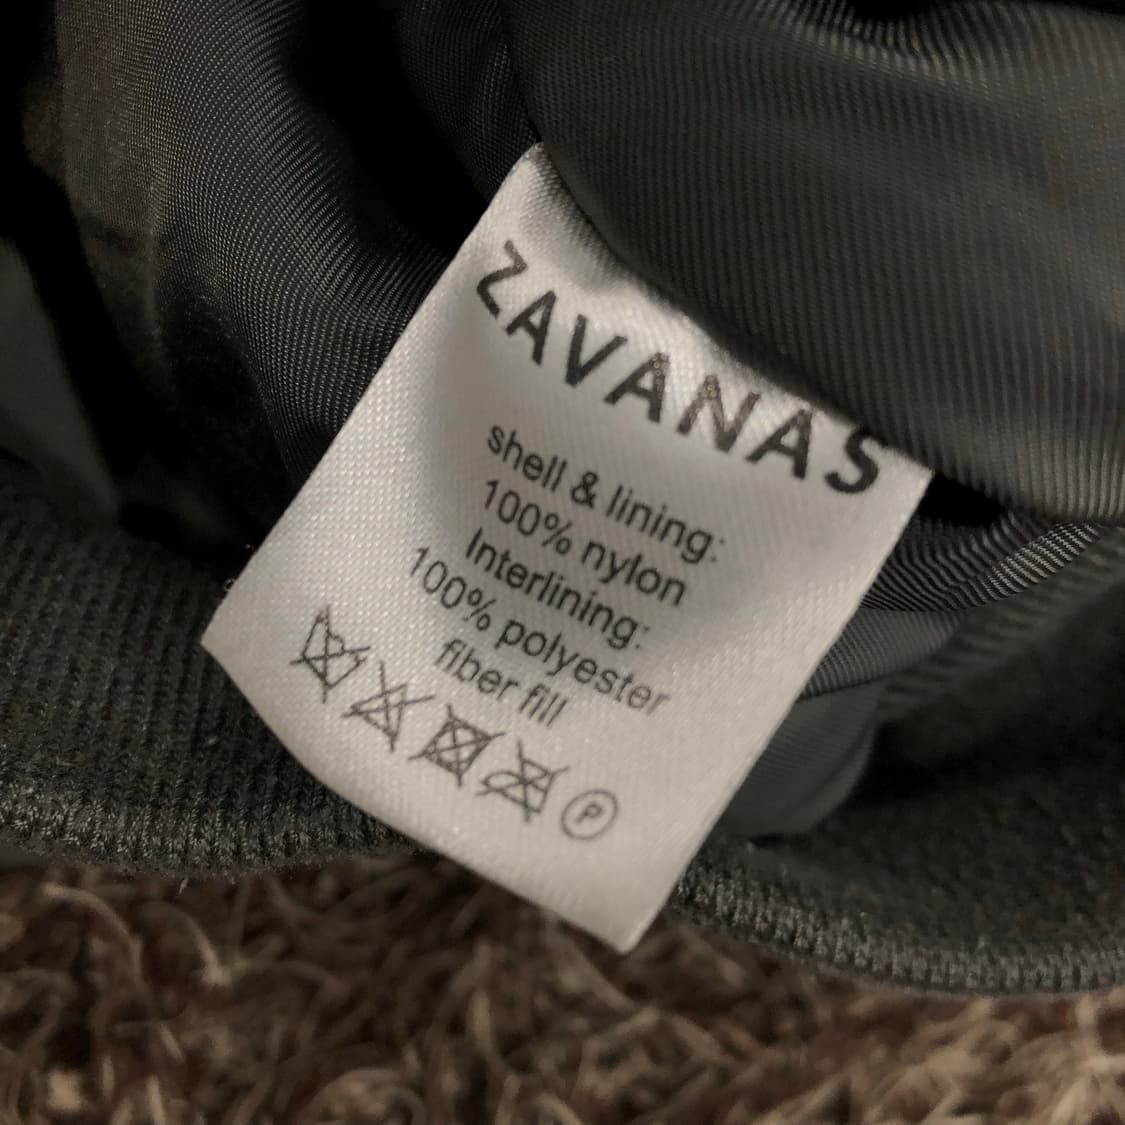 ZAVANAS
shell & lining:
100% nylon
Interlining:
100% polyester
fiber fill
P